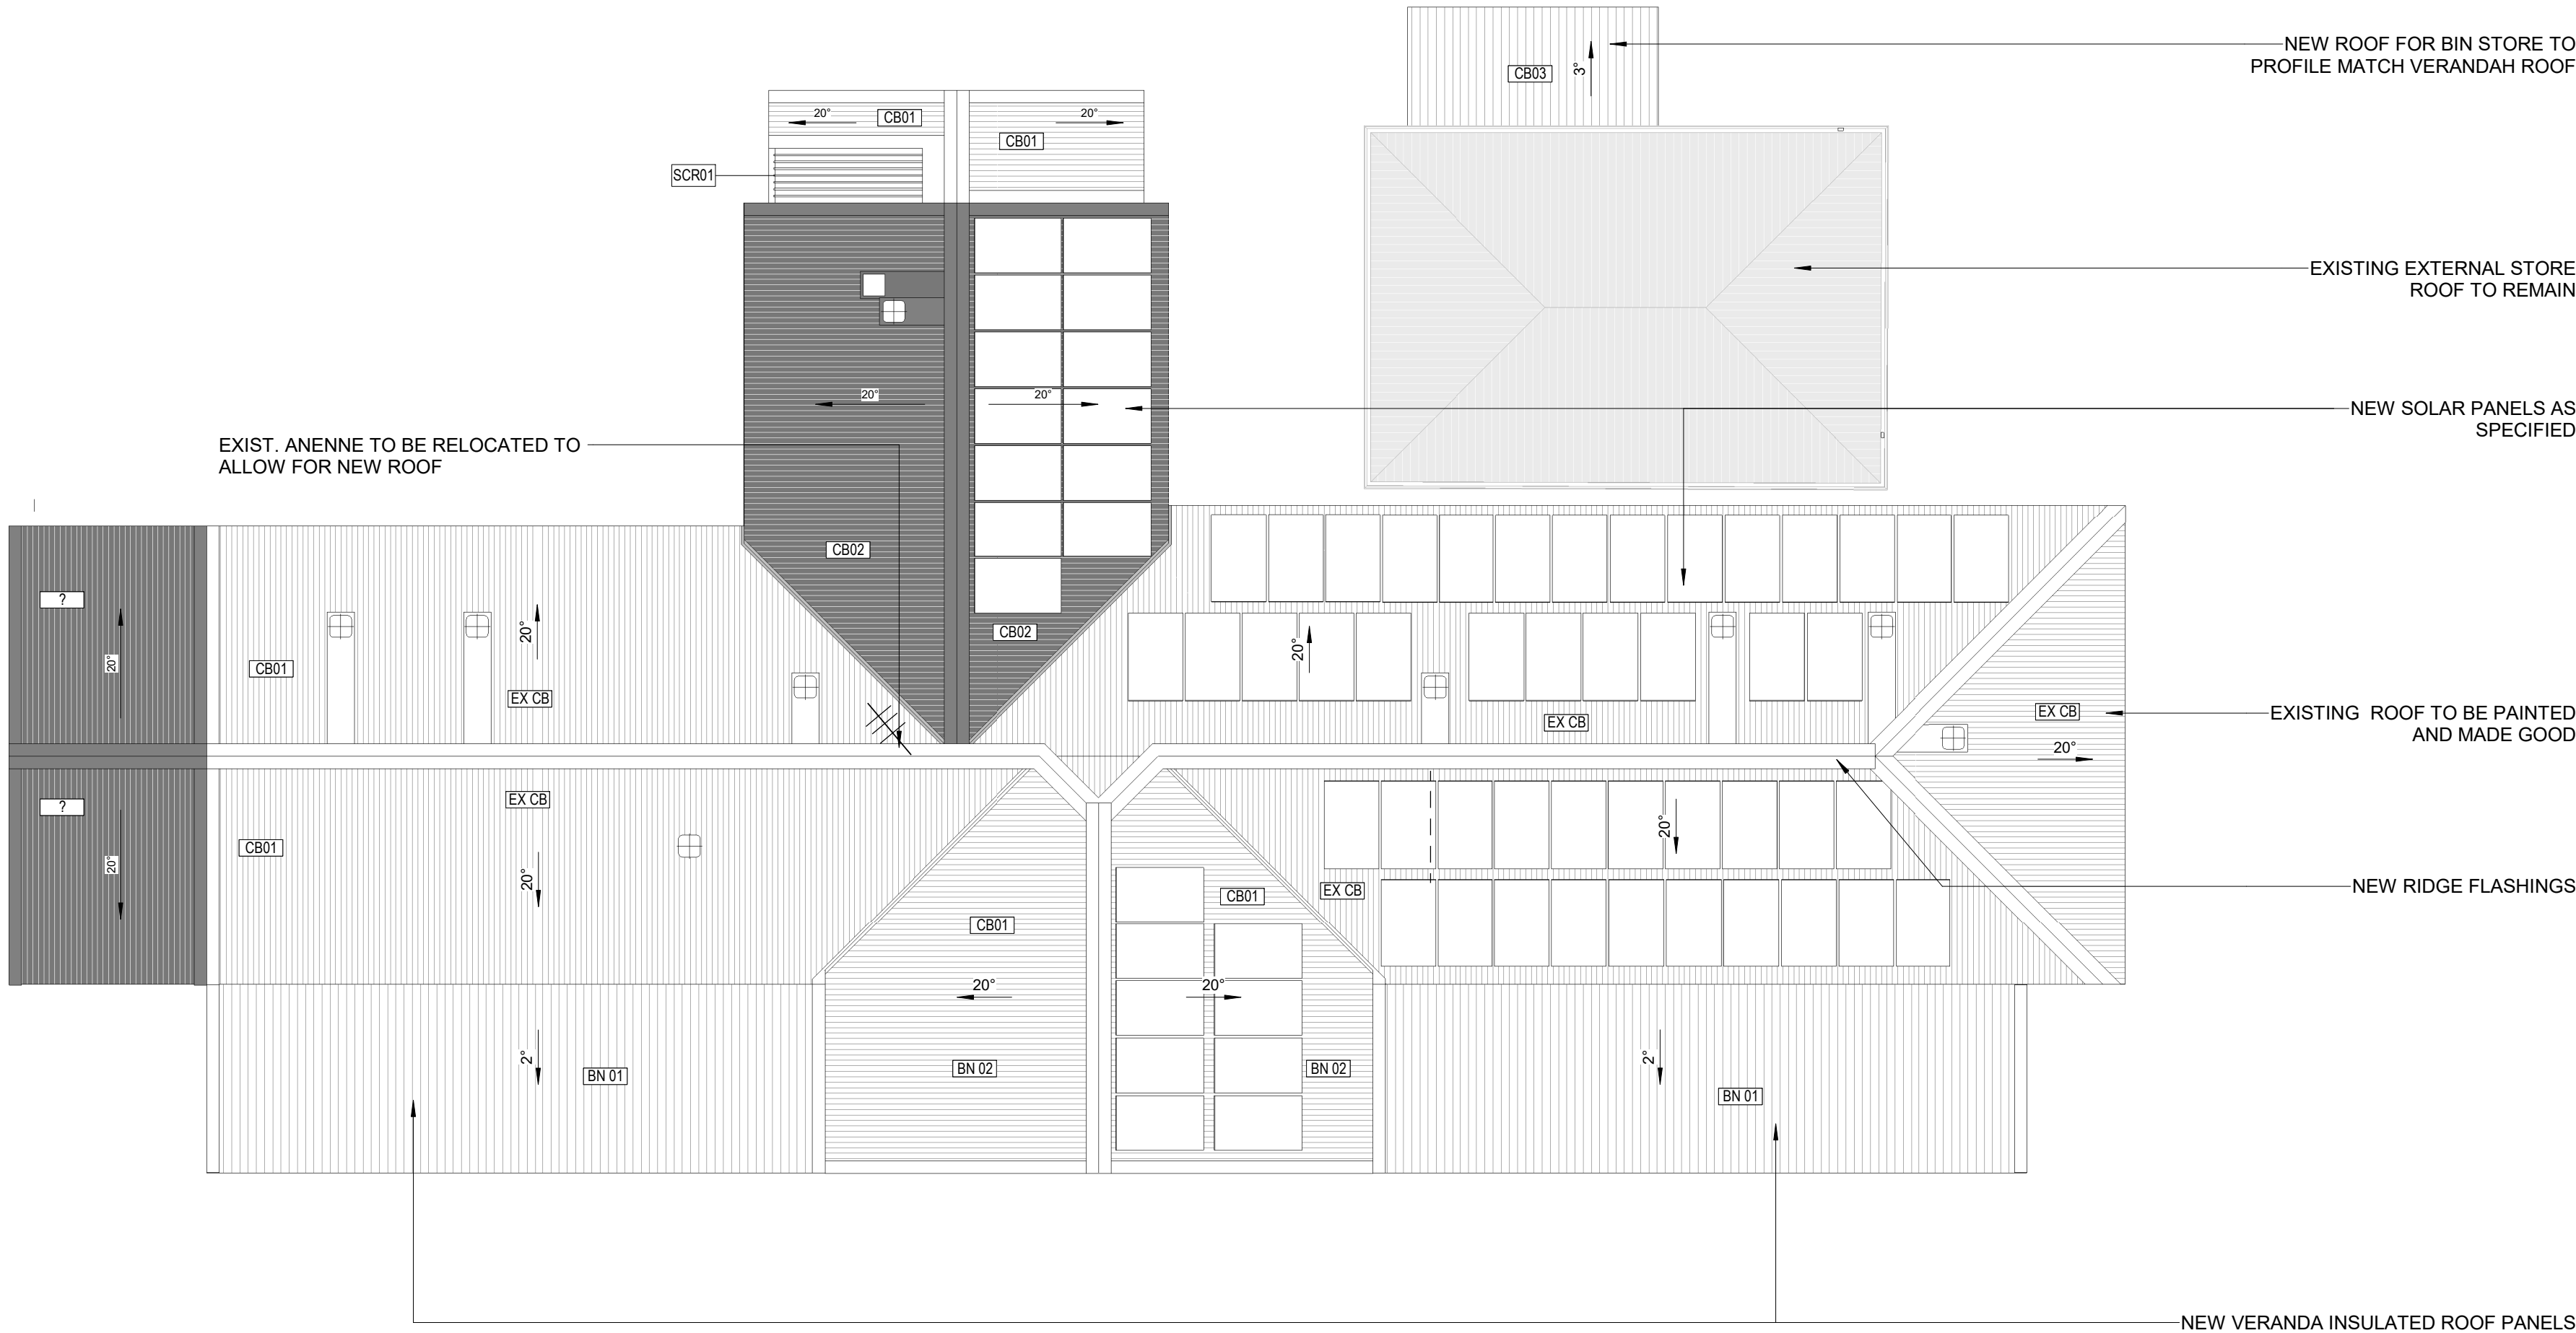 NEW ROOF FOR BIN STORE TO
PROFILE MATCH VERANDAH ROOF
CB03
3°
20°
CB01
20°
CB01
SCR01
EXISTING EXTERNAL STORE
ROOF TO REMAIN
20°
20°
NEW SOLAR PANELS AS
SPECIFIED
EXIST. ANENNE TO BE RELOCATED TO
ALLOW FOR NEW ROOF
CB02
?
20°
CB02
20°
20°
CB01
EX CB
EX CB
EX CB
EXISTING  ROOF TO BE PAINTED
AND MADE GOOD
20°
?
EX CB
20°
CB01
20°
20°
EX CB
CB01
NEW RIDGE FLASHINGS
CB01
20°
20°
2°
BN 01
BN 02
BN 02
2°
BN 01
NEW VERANDA INSULATED ROOF PANELS